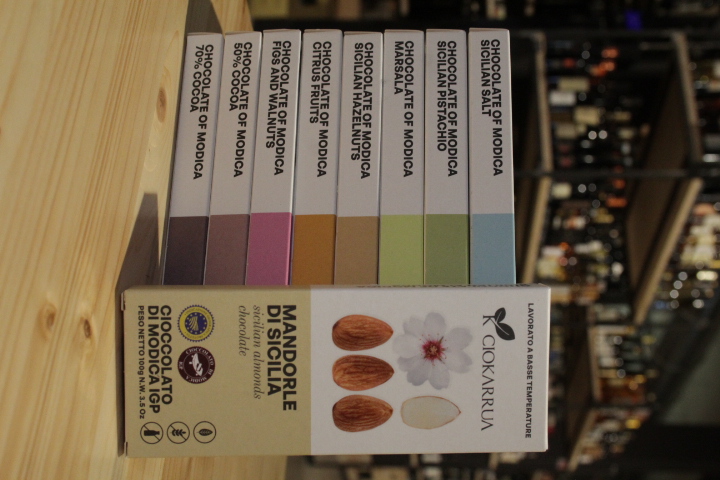 CHOCOLATE OF MODICA
SICILIAN SALT
CHOCOLATE OF MODICA
SICILIAN PISTACHIO
CHOCOLATE OF MODICA
MARSALA
CHOCOLATE OF MODICA
SICILIAN HAZELNUTS
CHOCOLATE OF MODICA
CITRUS FRUITS
CHOCOLATE OF MODICA
FIGS AND WALNUTS
CHOCOLATE OF MODICA
50% COCOA
CHOCOLATE OF MODICA
70% COCOA
LAVORATO A BASSE TEMPERATURE
CIOKARRUA
MANDORLE
DI SICILIA
sicilian almonds
chocolate
CIOCCOLATO
DI MODICA IGP
PESO NETTO 100g N.W. 3.5 Oz